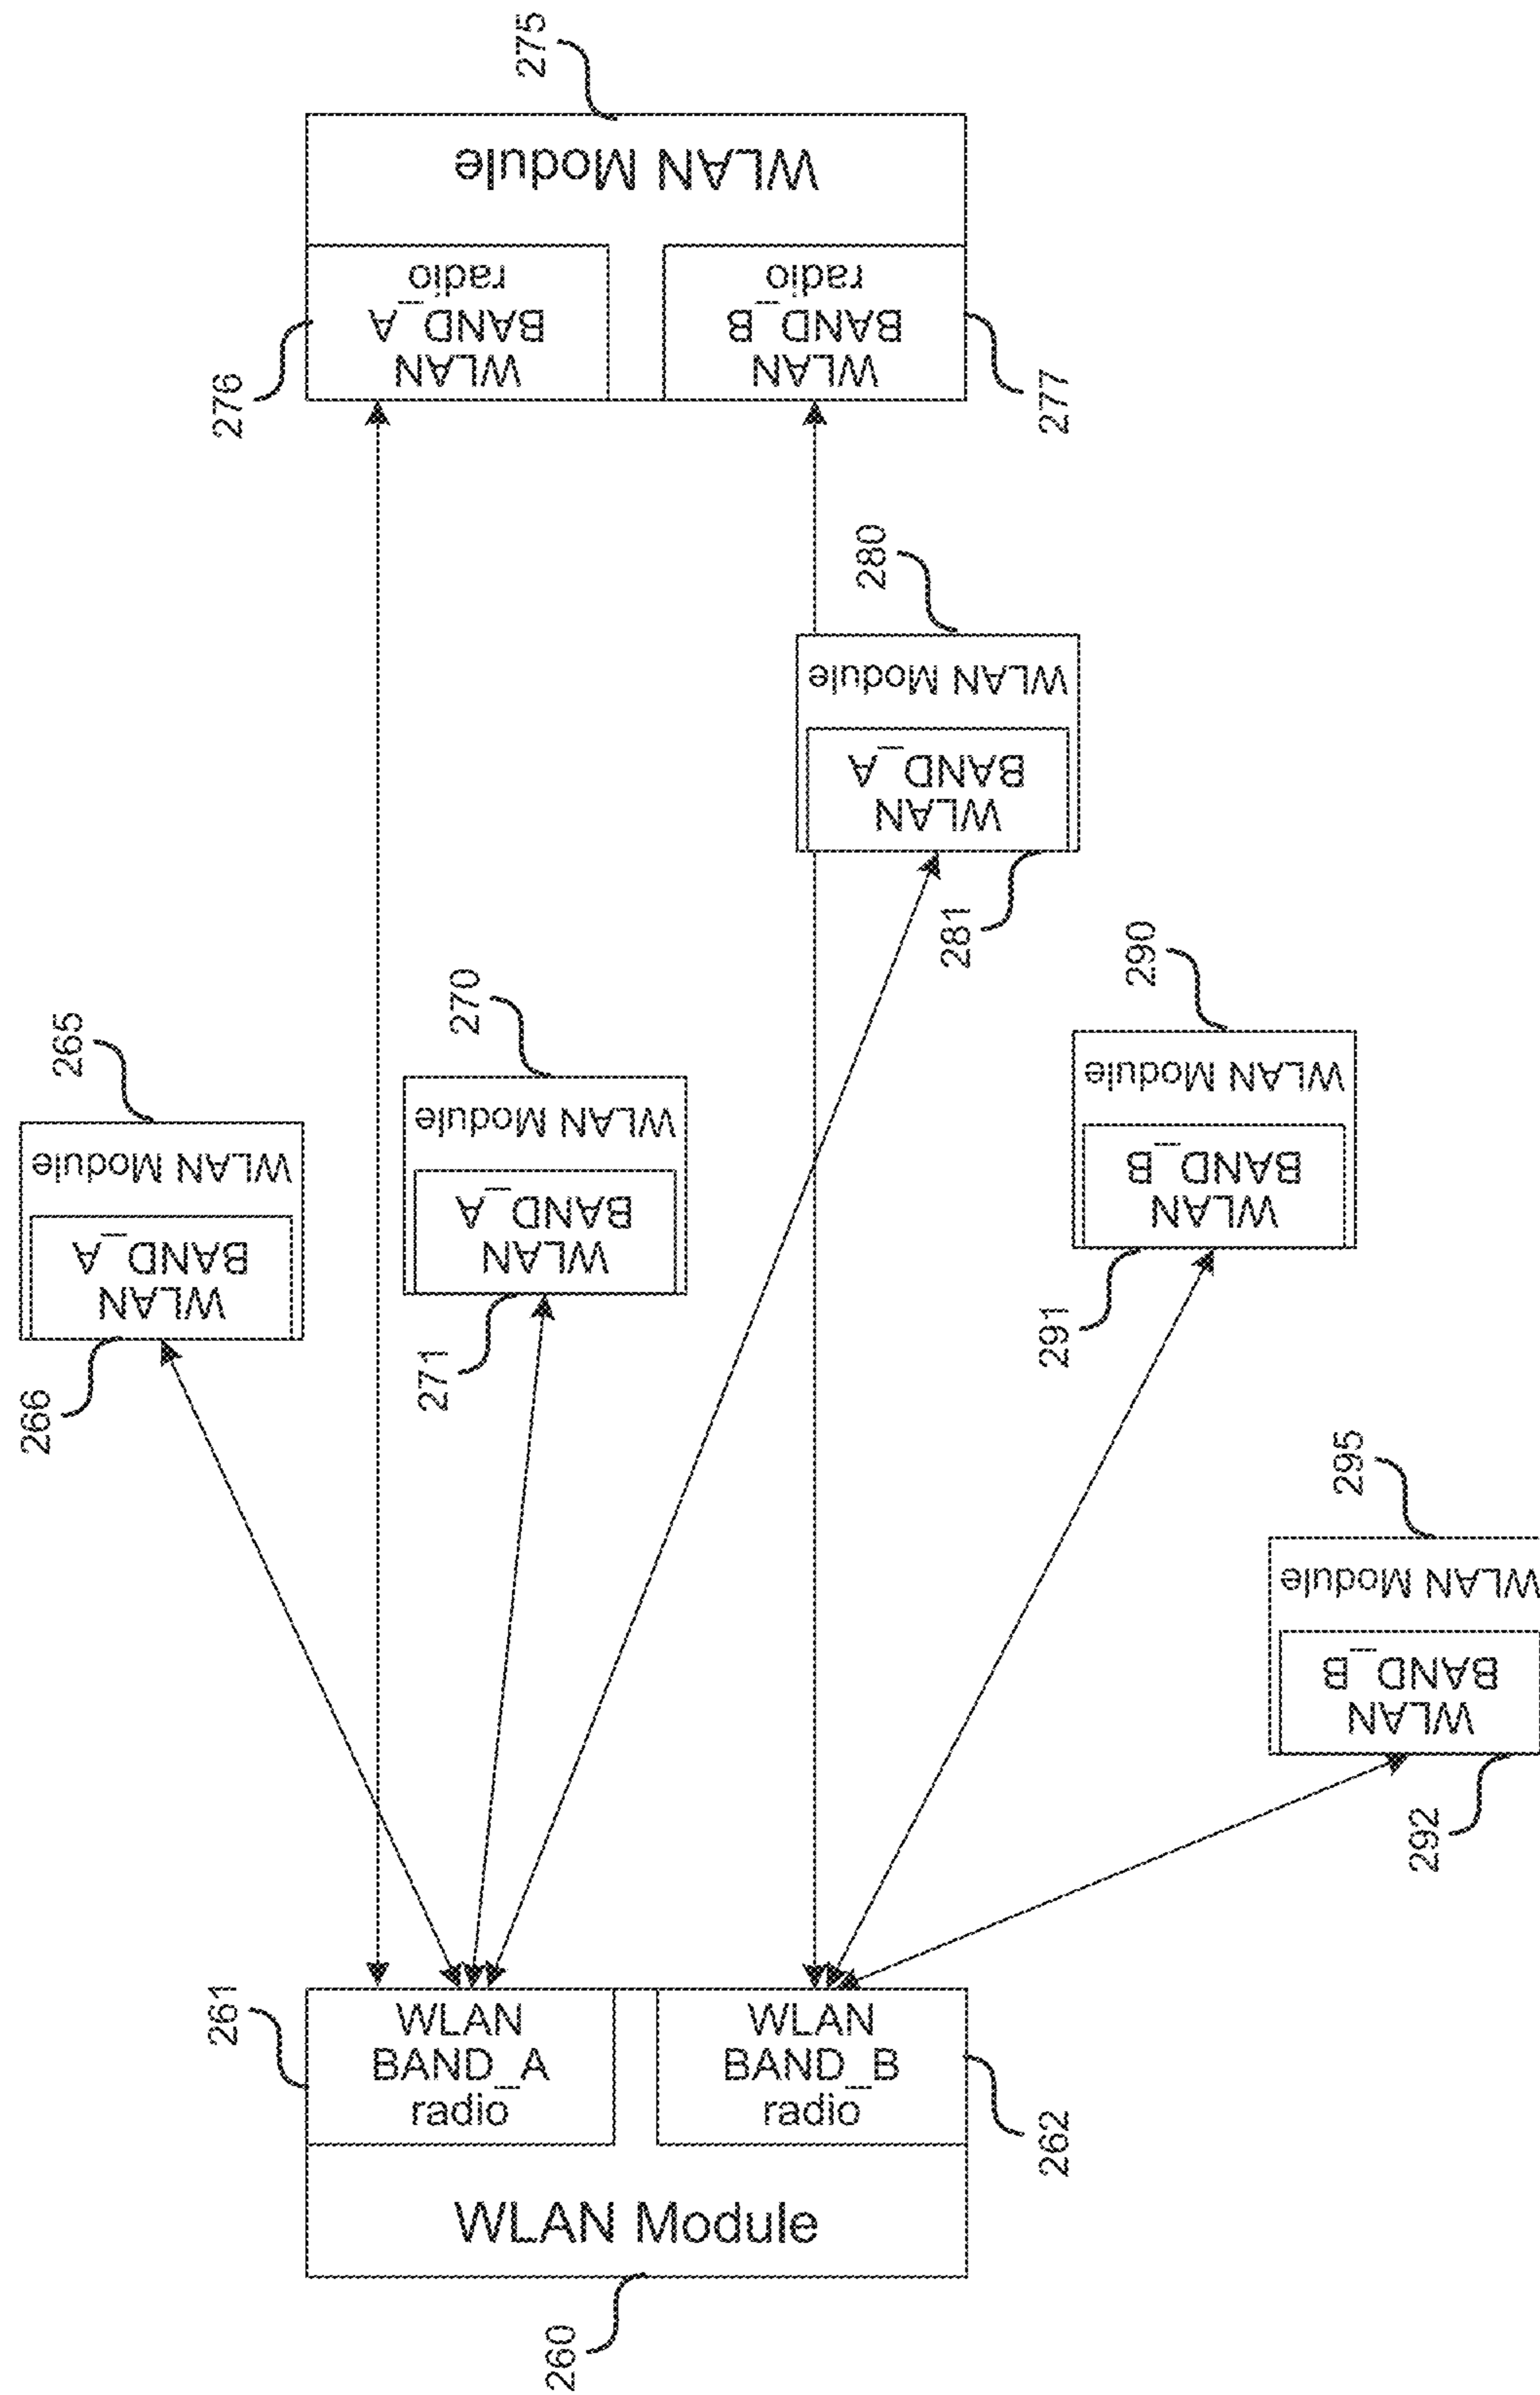 275
WLAN Module
WLAN
BAND_A
radio
276
WLAN
BAND_B
radio
277
280
WLAN Module
WLAN
BAND_A
281
265
WLAN Module
WLAN
BAND_A
266
270
WLAN Module
WLAN
BAND_A
271
290
WLAN Module
WLAN
BAND_B
291
295
WLAN Module
WLAN
BAND_B
292
261
WLAN
BAND_A
radio
WLAN
BAND_B
radio
262
WLAN Module
260